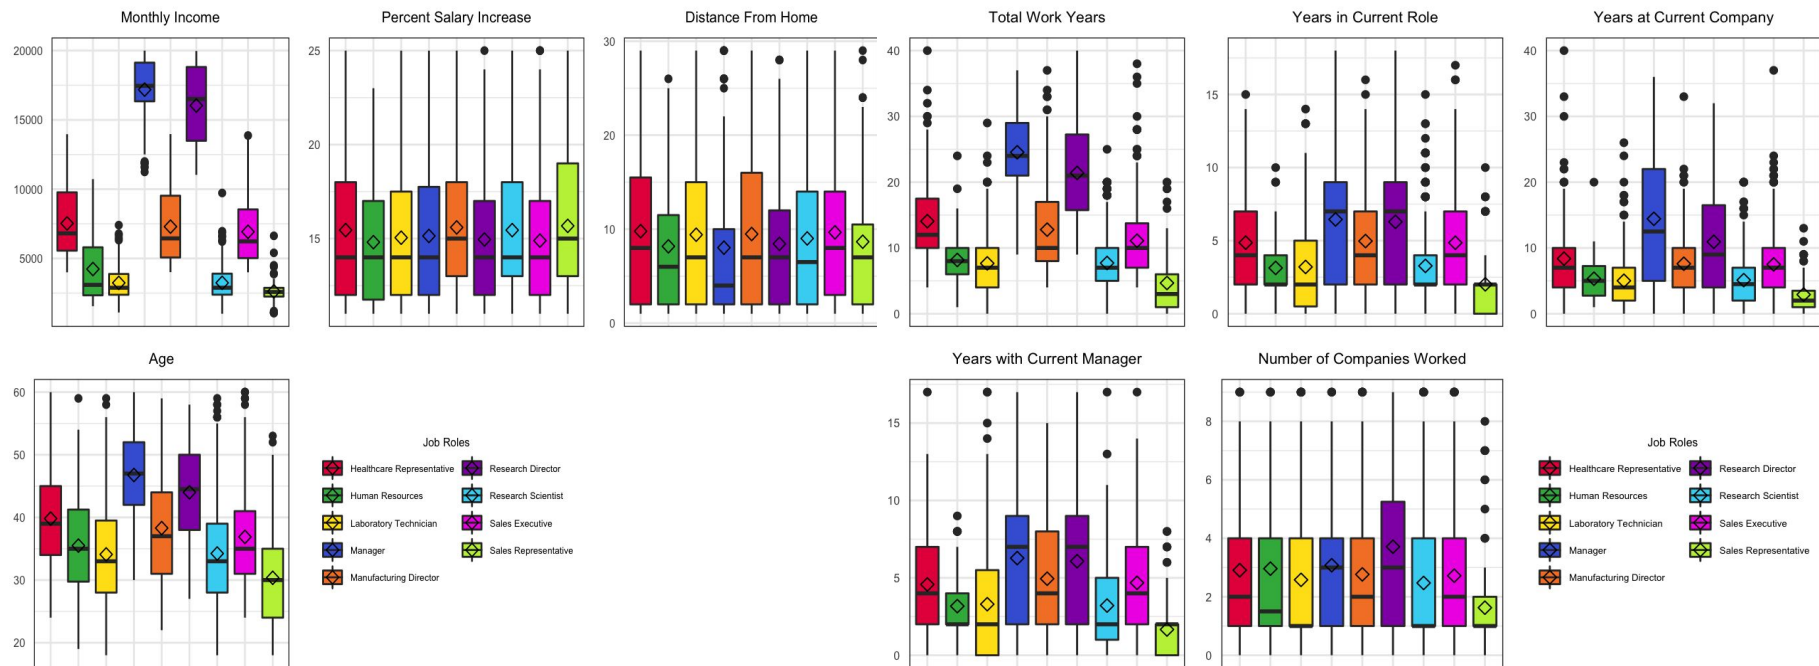 Monthly Income
Percent Salary Increase
Distance From Home
Total Work Years
Years in Current Role
Years at Current Company
20000
15000
10000
5000
25
20
15
30
20
10
0
40
30
20
10
0
15
10
5
0
40
30
20
10
0
Age
60
50
40
30
20
Job Roles
Healthcare Representative
Research Director
Human Resources
Research Scientist
Laboratory Technician
Sales Executive
Manager
Sales Representative
Manufacturing Director
Years with Current Manager
15
10
5
0
Number of Companies Worked
8
6
4
2
0
Job Roles
Healthcare Representative
Research Director
Human Resources
Research Scientist
Laboratory Technician
Sales Executive
Manager
Sales Representative
Manufacturing Director